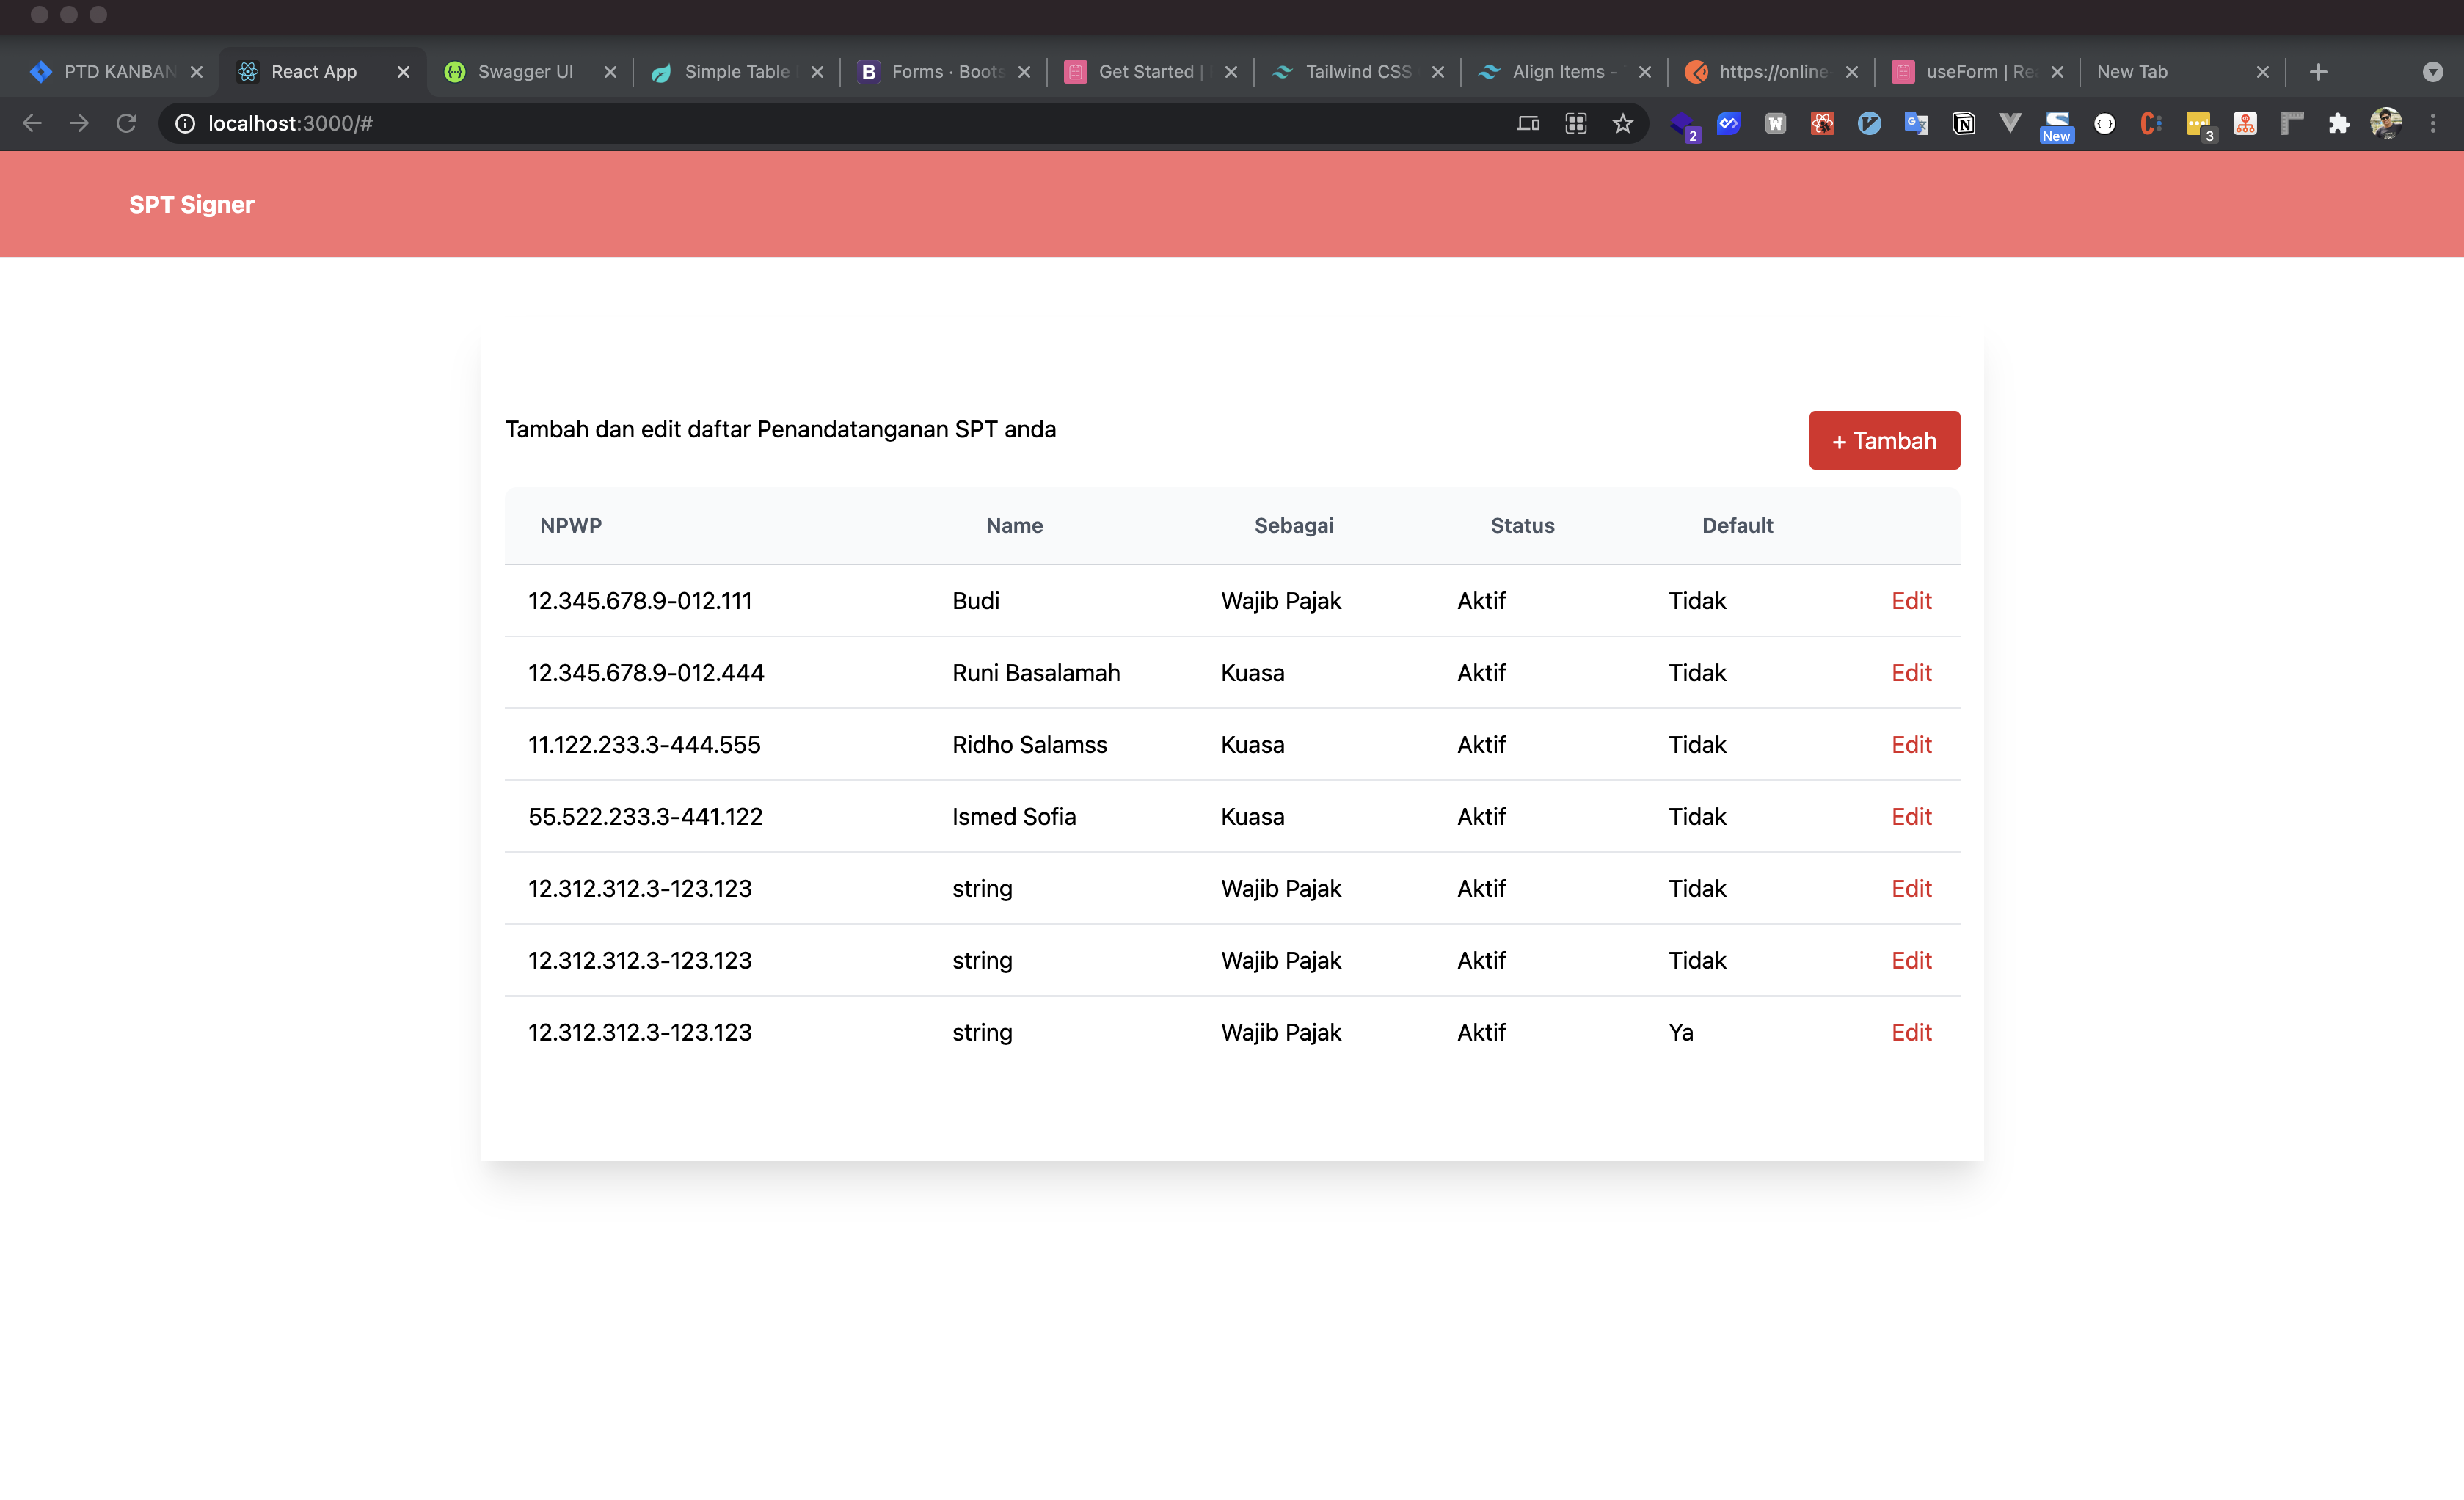 PTD KANBAN React App Swagger UI Simple Table Forms · Boots Get Started | Tailwind CSS Align Items - https://online useForm | Rea New Tab
localhost:3000/#
2 New 3
SPT Signer
Tambah dan edit daftar Penandatanganan SPT anda
+ Tambah
NPWP Name Sebagai Status Default
12.345.678.9-012.111 Budi Wajib Pajak Aktif Tidak Edit
12.345.678.9-012.444 Runi Basalamah Kuasa Aktif Tidak Edit
11.122.233.3-444.555 Ridho Salamss Kuasa Aktif Tidak Edit
55.522.233.3-441.122 Ismed Sofia Kuasa Aktif Tidak Edit
12.312.312.3-123.123 string Wajib Pajak Aktif Tidak Edit
12.312.312.3-123.123 string Wajib Pajak Aktif Tidak Edit
12.312.312.3-123.123 string Wajib Pajak Aktif Ya Edit